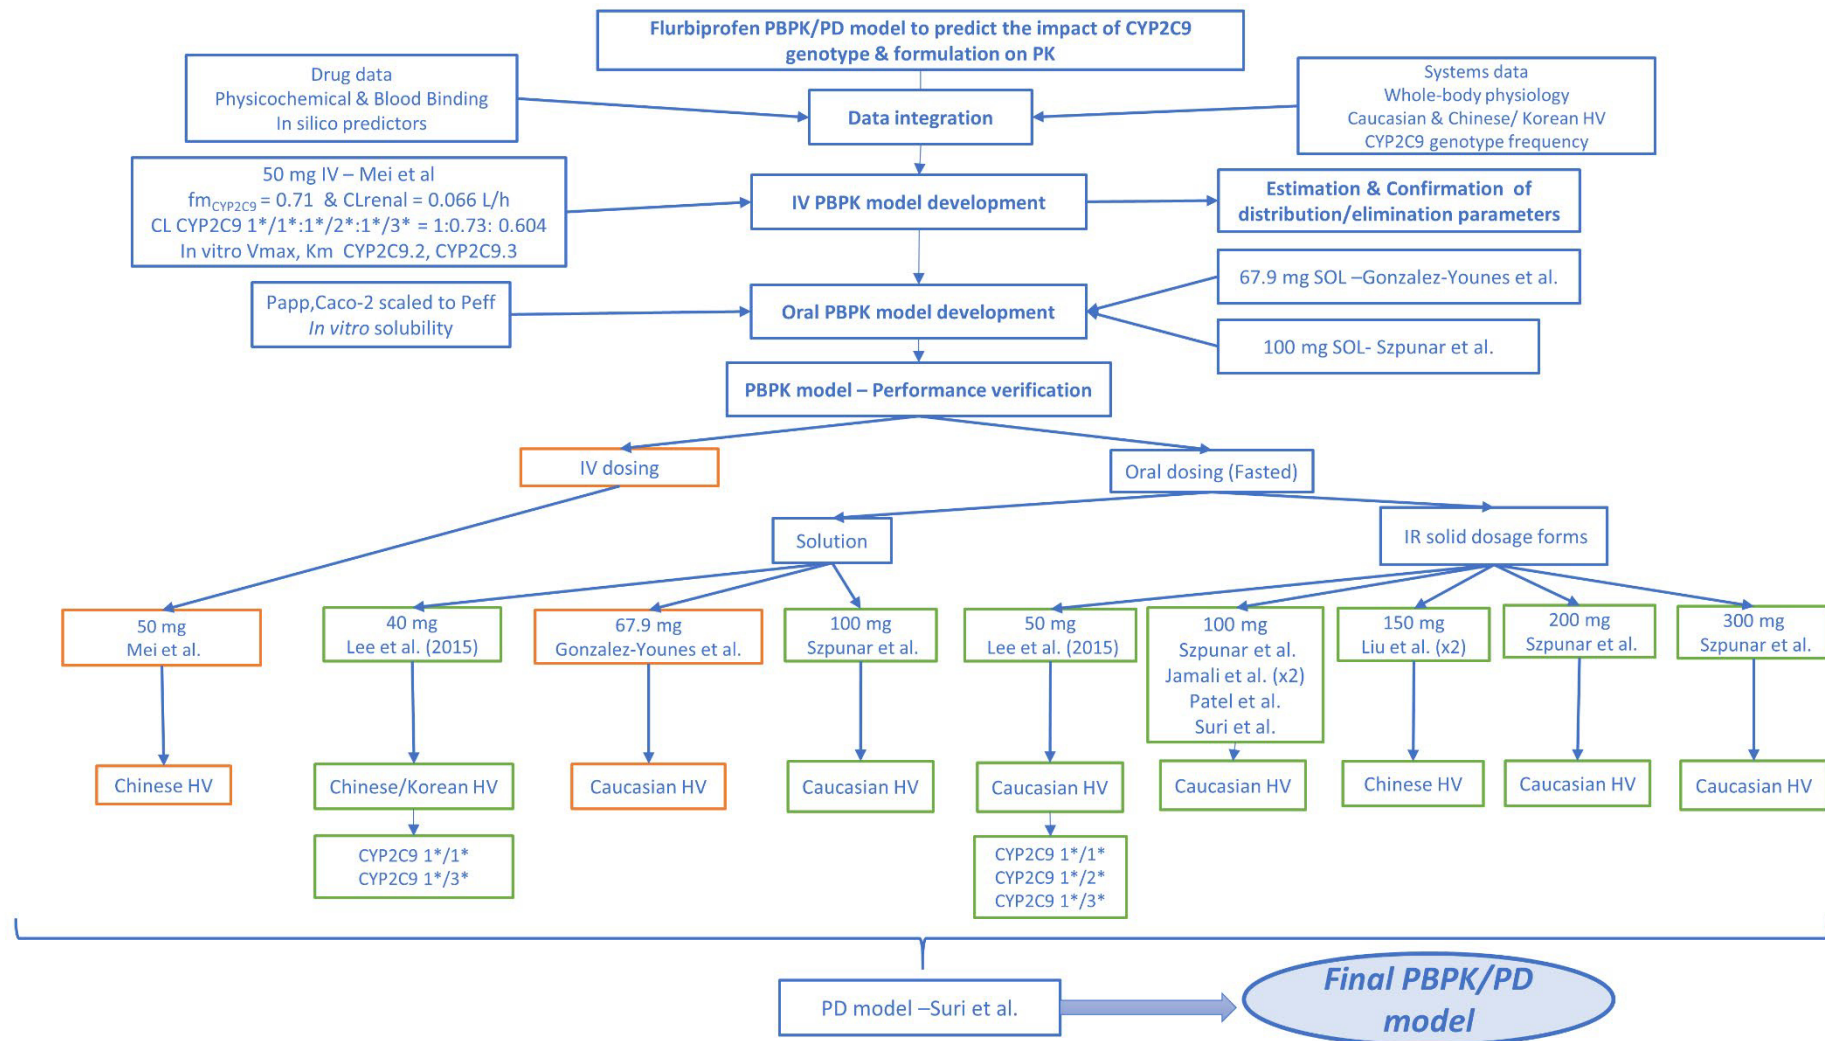 Flurbiprofen PBPK/PD model to predict the impact of CYP2C9
genotype & formulation on PK
Drug data
Physicochemical & Blood Binding
In silico predictors
Data integration
Systems data
Whole-body physiology
Caucasian & Chinese/ Korean HV
CYP2C9 genotype frequency
50 mg IV – Mei et al
fmCYP2C9 = 0.71 & CLrenal = 0.066 L/h
CL CYP2C9 1*/1*:1*/2*:1*/3* = 1:0.73: 0.604
In vitro Vmax, Km CYP2C9.2, CYP2C9.3
IV PBPK model development
Estimation & Confirmation of
distribution/elimination parameters
Papp,Caco-2 scaled to Peff
In vitro solubility
Oral PBPK model development
67.9 mg SOL –Gonzalez-Younes et al.
100 mg SOL- Szpunar et al.
PBPK model – Performance verification
IV dosing
Oral dosing (Fasted)
Solution
IR solid dosage forms
50 mg
Mei et al.
40 mg
Lee et al. (2015)
67.9 mg
Gonzalez-Younes et al.
100 mg
Szpunar et al.
50 mg
Lee et al. (2015)
100 mg
Szpunar et al.
Jamali et al. (x2)
Patel et al.
Suri et al.
150 mg
Liu et al. (x2)
200 mg
Szpunar et al.
300 mg
Szpunar et al.
Chinese HV
Chinese/Korean HV
Caucasian HV
Caucasian HV
Caucasian HV
Caucasian HV
Chinese HV
Caucasian HV
Caucasian HV
CYP2C9 1*/1*
CYP2C9 1*/3*
CYP2C9 1*/1*
CYP2C9 1*/2*
CYP2C9 1*/3*
PD model –Suri et al.
Final PBPK/PD
model